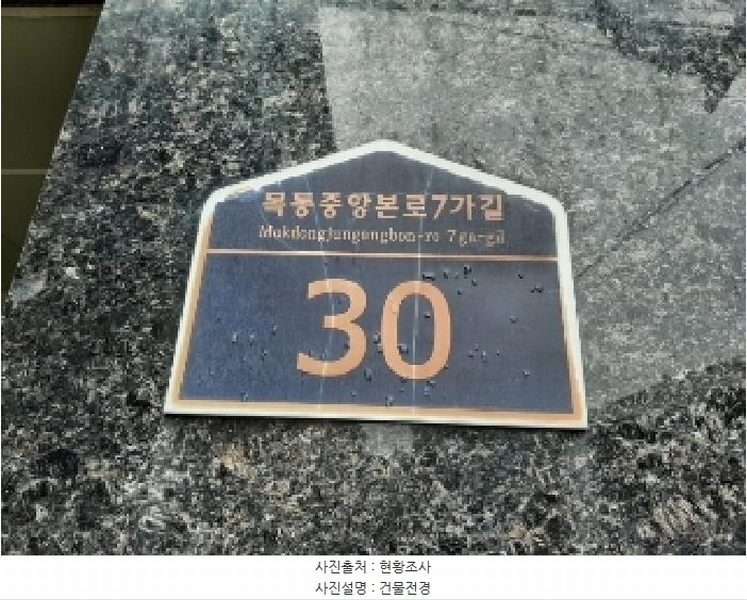 목동중앙본로7가길
Mokdongjungangbon-ro 7ga-gil
30
사진출처 : 현황조사
사진설명 : 건물전경